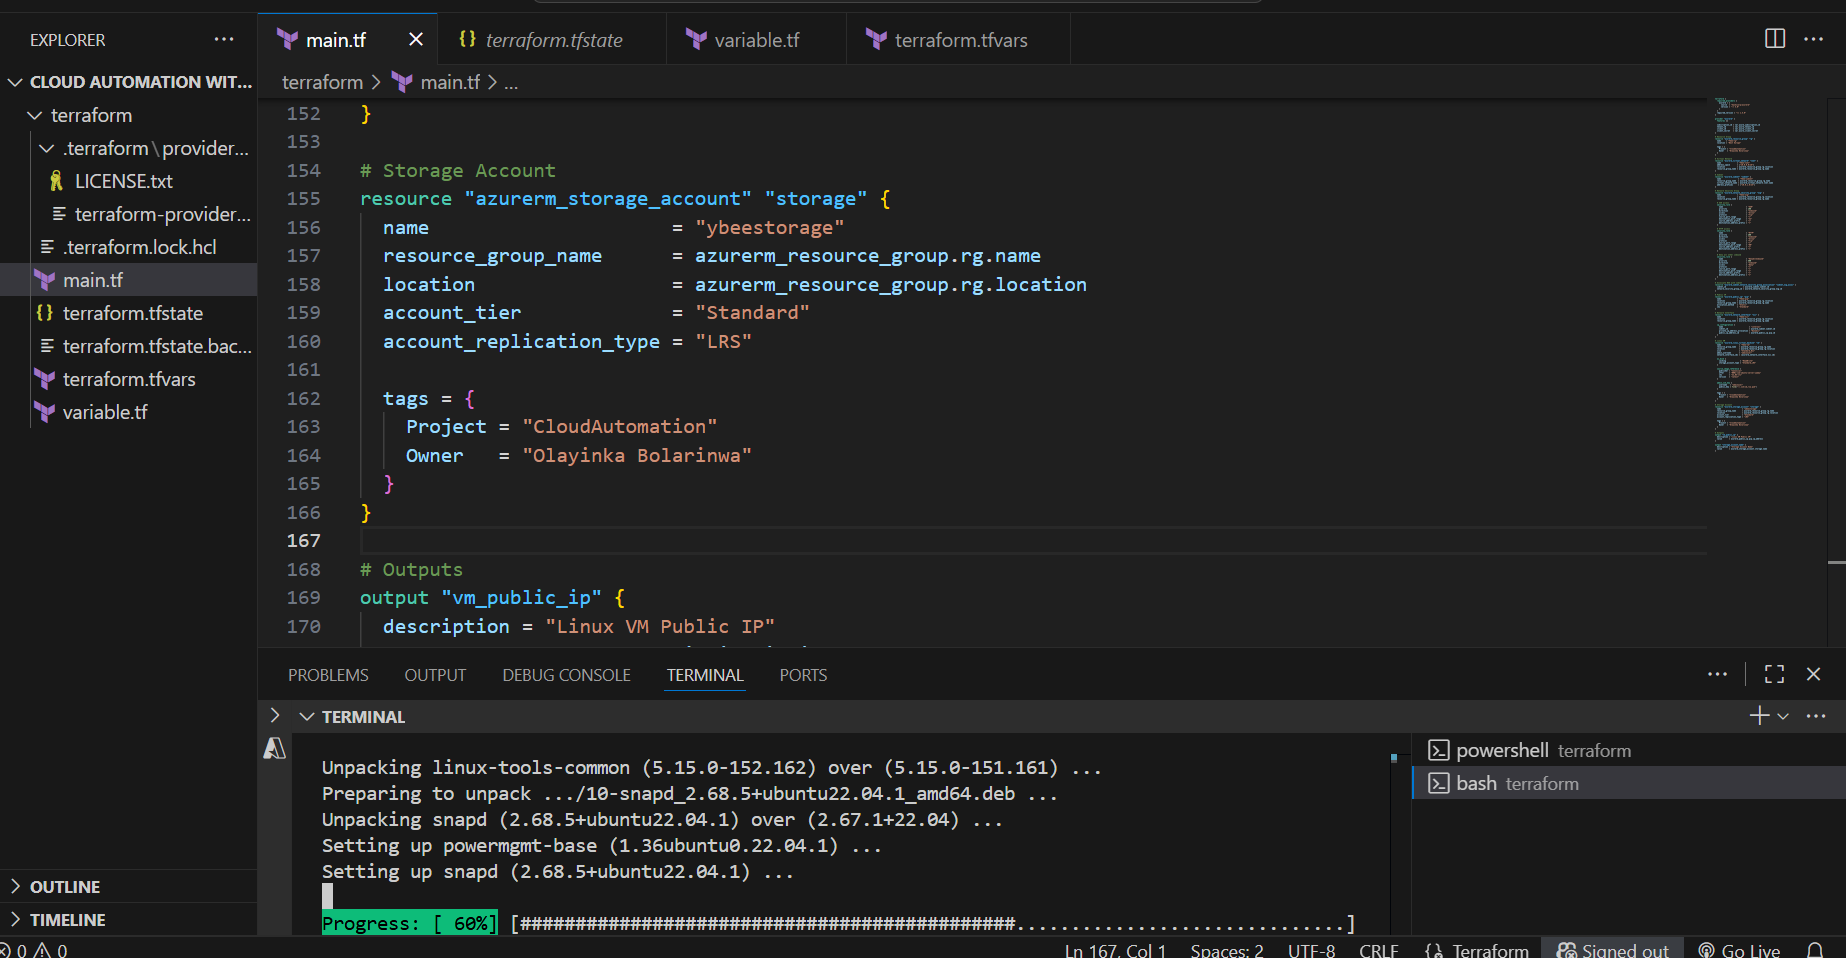 EXPLORER
main.tf
terraform.tfstate
variable.tf
terraform.tfvars
CLOUD AUTOMATION WIT...
terraform
.terraform\provider...
LICENSE.txt
terraform-provider...
.terraform.lock.hcl
main.tf
terraform.tfstate
terraform.tfstate.bac...
terraform.tfvars
variable.tf
OUTLINE
TIMELINE
terraform > main.tf > ...
152 }
153
154 # Storage Account
155 resource "azurerm_storage_account" "storage" {
156 name = "ybeestorage"
157 resource_group_name = azurerm_resource_group.rg.name
158 location = azurerm_resource_group.rg.location
159 account_tier = "Standard"
160 account_replication_type = "LRS"
161
162 tags = {
163 Project = "CloudAutomation"
164 Owner = "Olayinka Bolarinwa"
165 }
166 }
167
168 # Outputs
169 output "vm_public_ip" {
170 description = "Linux VM Public IP"
PROBLEMS OUTPUT DEBUG CONSOLE TERMINAL PORTS
TERMINAL
Unpacking linux-tools-common (5.15.0-152.162) over (5.15.0-151.161) ...
Preparing to unpack .../10-snapd_2.68.5+ubuntu22.04.1_amd64.deb ...
Unpacking snapd (2.68.5+ubuntu22.04.1) over (2.67.1+22.04) ...
Setting up powermgmt-base (1.36ubuntu0.22.04.1) ...
Setting up snapd (2.68.5+ubuntu22.04.1) ...
Progress: [ 60%] [#############################################..............................]
powershell terraform
bash terraform
0 0
Ln 167, Col 1 Spaces: 2 UTF-8 CRLF {} Terraform Signed out Go Live